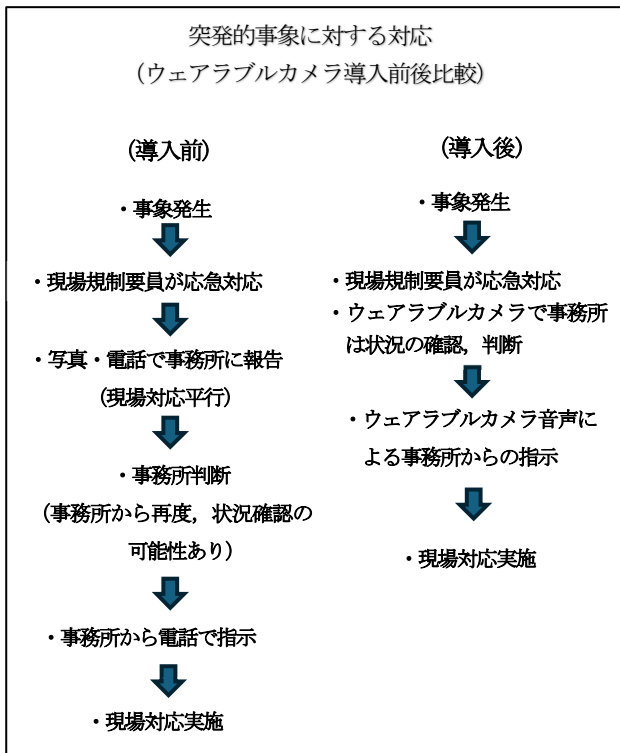 突発的事象に対する対応
(ウェアラブルカメラ導入前後比較)
(導入前)
・事象発生
・現場規制要員が応急対応
・写真・電話で事務所に報告
(現場対応平行)
・事務所判断
(事務所から再度，状況確認の
可能性あり)
・事務所から電話で指示
・現場対応実施
(導入後)
・事象発生
・現場規制要員が応急対応
・ウェアラブルカメラで事務所
は状況の確認，判断
・ウェアラブルカメラ音声に
よる事務所からの指示
・現場対応実施